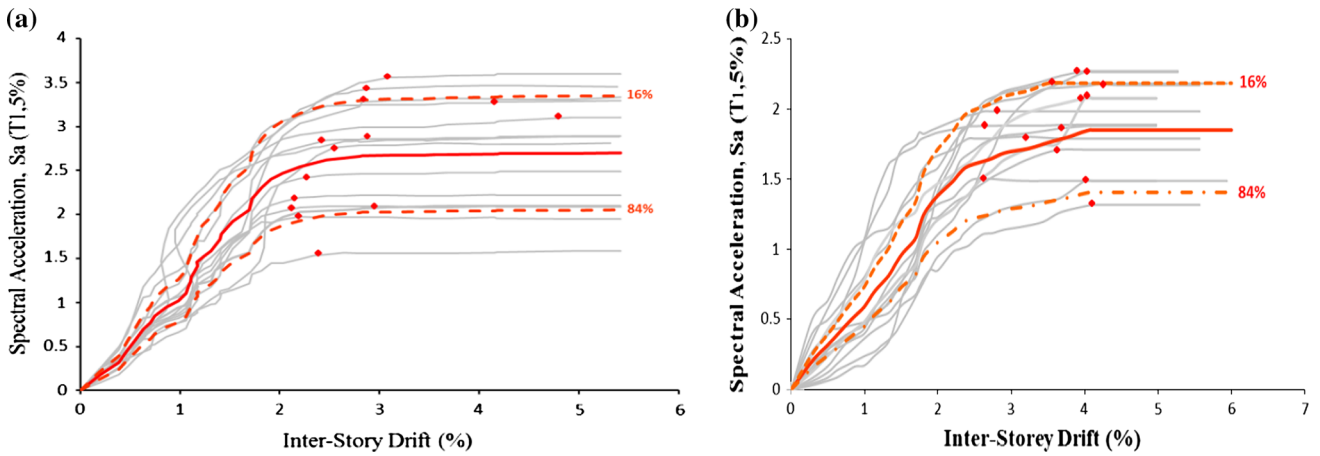 (a)
Spectral Acceleration, Sa (T1,5%)
4
3.5
3
2.5
2
1.5
1
0.5
0
16%
84%
0 1 2 3 4 5 6
Inter-Story Drift (%)
(b)
Spectral Acceleration, Sa (T1,5%)
2.5
2
1.5
1
0.5
0
16%
84%
0 1 2 3 4 5 6 7
Inter-Storey Drift (%)